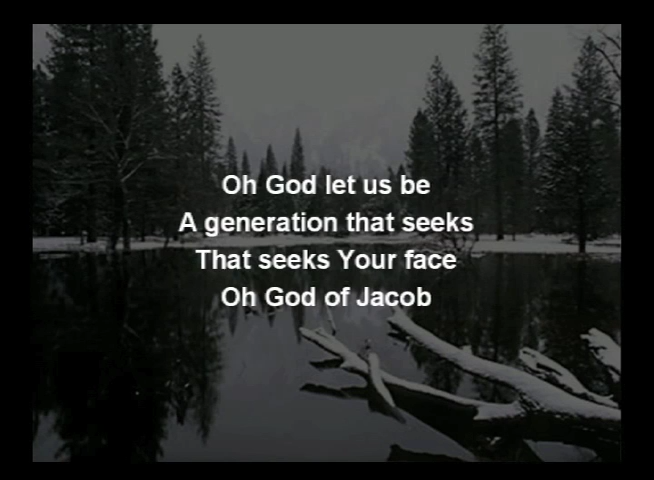 Oh God let us be
A generation that seeks
That seeks Your face
Oh God of Jacob